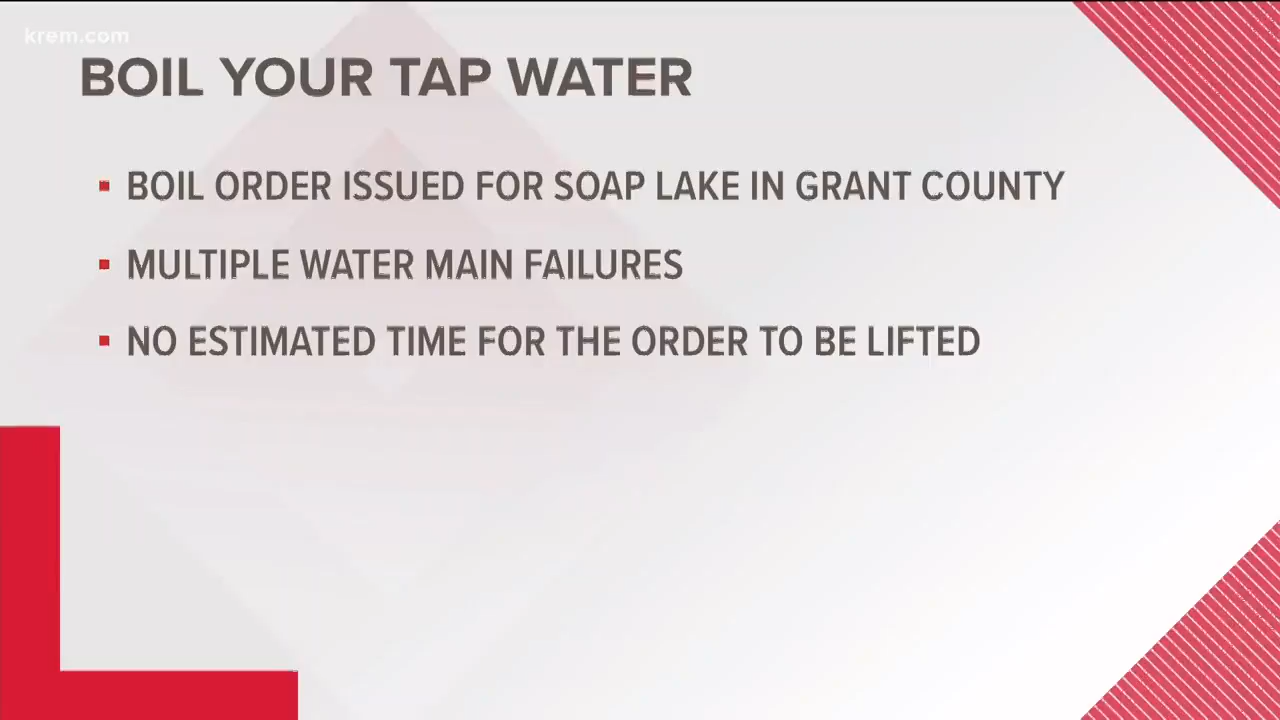 krem.com
BOIL YOUR TAP WATER
BOIL ORDER ISSUED FOR SOAP LAKE IN GRANT COUNTY
MULTIPLE WATER MAIN FAILURES
NO ESTIMATED TIME FOR THE ORDER TO BE LIFTED